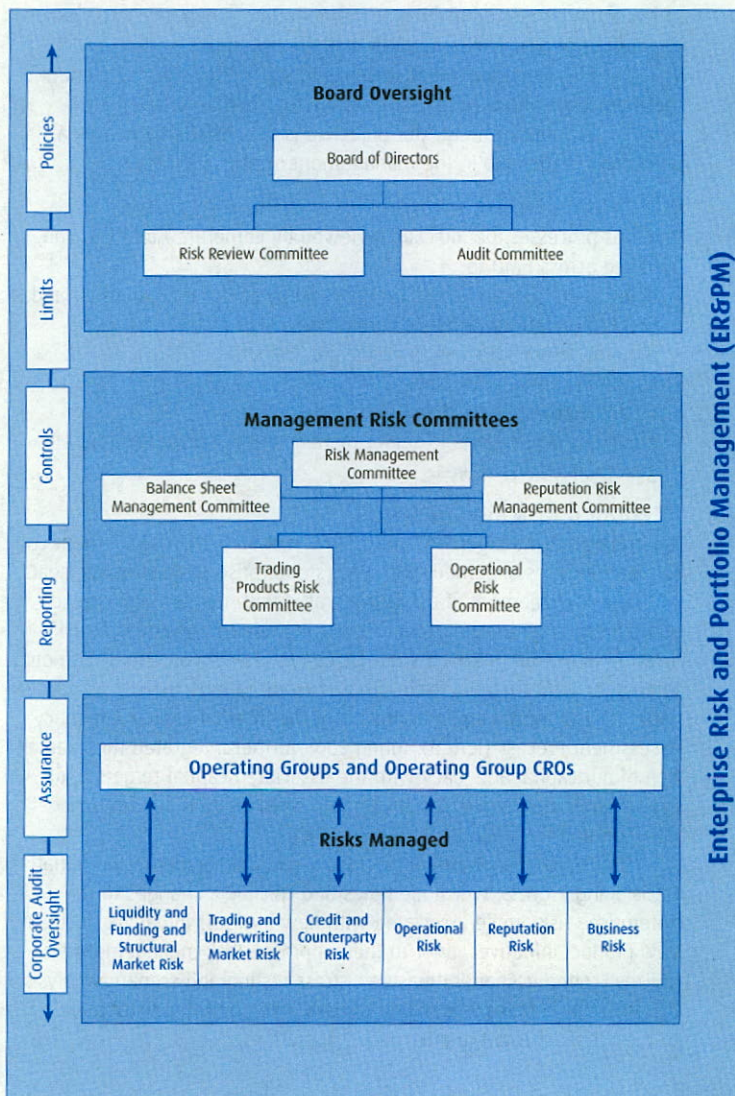 Board Oversight
Board of Directors
Risk Review Committee
Audit Committee
Management Risk Committees
Risk Management
Committee
Balance Sheet
Management Committee
Reputation Risk
Management Committee
Trading
Products Risk
Committee
Operational
Risk
Committee
Operating Groups and Operating Group CROs
Risks Managed
Liquidity and
Funding and
Structural
Market Risk
Trading and
Underwriting
Market Risk
Credit and
Counterparty
Risk
Operational
Risk
Reputation
Risk
Business
Risk
Policies
Limits
Controls
Reporting
Assurance
Corporate Audit
Oversight
Enterprise Risk and Portfolio Management (ER&PM)